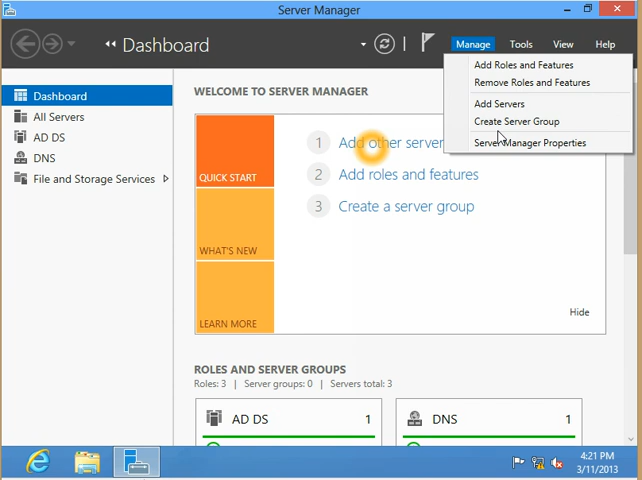 Server Manager
Dashboard
Manage
Tools
View
Help
Add Roles and Features
Remove Roles and Features
Add Servers
Create Server Group
Server Manager Properties
Dashboard
All Servers
AD DS
DNS
File and Storage Services
WELCOME TO SERVER MANAGER
QUICK START
WHAT'S NEW
LEARN MORE
1 Add other server
2 Add roles and features
3 Create a server group
Hide
ROLES AND SERVER GROUPS
Roles: 3 | Server groups: 0 | Servers total: 3
AD DS 1
DNS 1
4:21 PM
3/11/2013